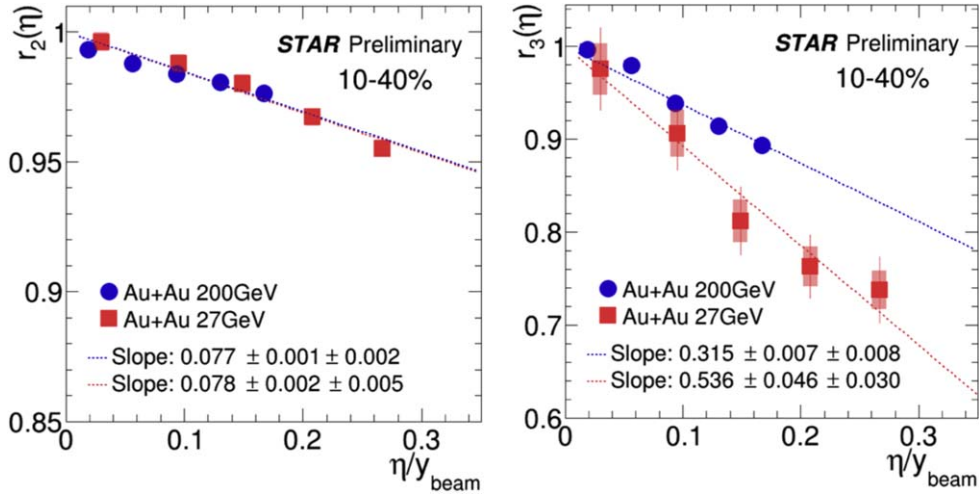 r2(η)
STAR Preliminary
10-40%
1
0.95
0.9
0.85
Au+Au 200GeV
Au+Au 27GeV
Slope: 0.077 ± 0.001 ± 0.002
Slope: 0.078 ± 0.002 ± 0.005
0 0.1 0.2 0.3
η/ybeam
r3(η)
STAR Preliminary
10-40%
1
0.9
0.8
0.7
0.6
Au+Au 200GeV
Au+Au 27GeV
Slope: 0.315 ± 0.007 ± 0.008
Slope: 0.536 ± 0.046 ± 0.030
0 0.1 0.2 0.3
η/ybeam